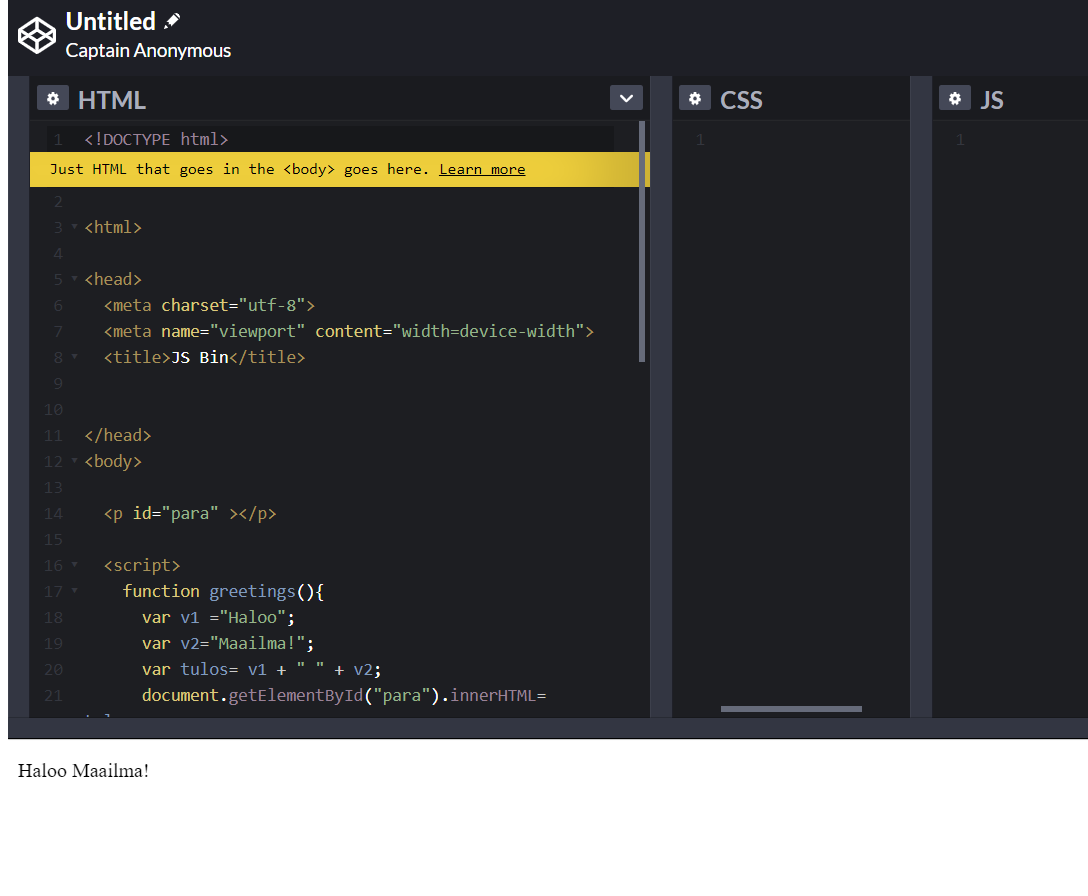 Untitled
Captain Anonymous
HTML
CSS
JS
1 <!DOCTYPE html>
Just HTML that goes in the <body> goes here. Learn more
2
3 <html>
4
5 <head>
6 <meta charset="utf-8">
7 <meta name="viewport" content="width=device-width">
8 <title>JS Bin</title>
9
10
11 </head>
12 <body>
13
14 <p id="para" ></p>
15
16 <script>
17 function greetings(){
18 var v1 ="Haloo";
19 var v2="Maailma!";
20 var tulos= v1 + " " + v2;
21 document.getElementById("para").innerHTML=
1
1
Haloo Maailma!